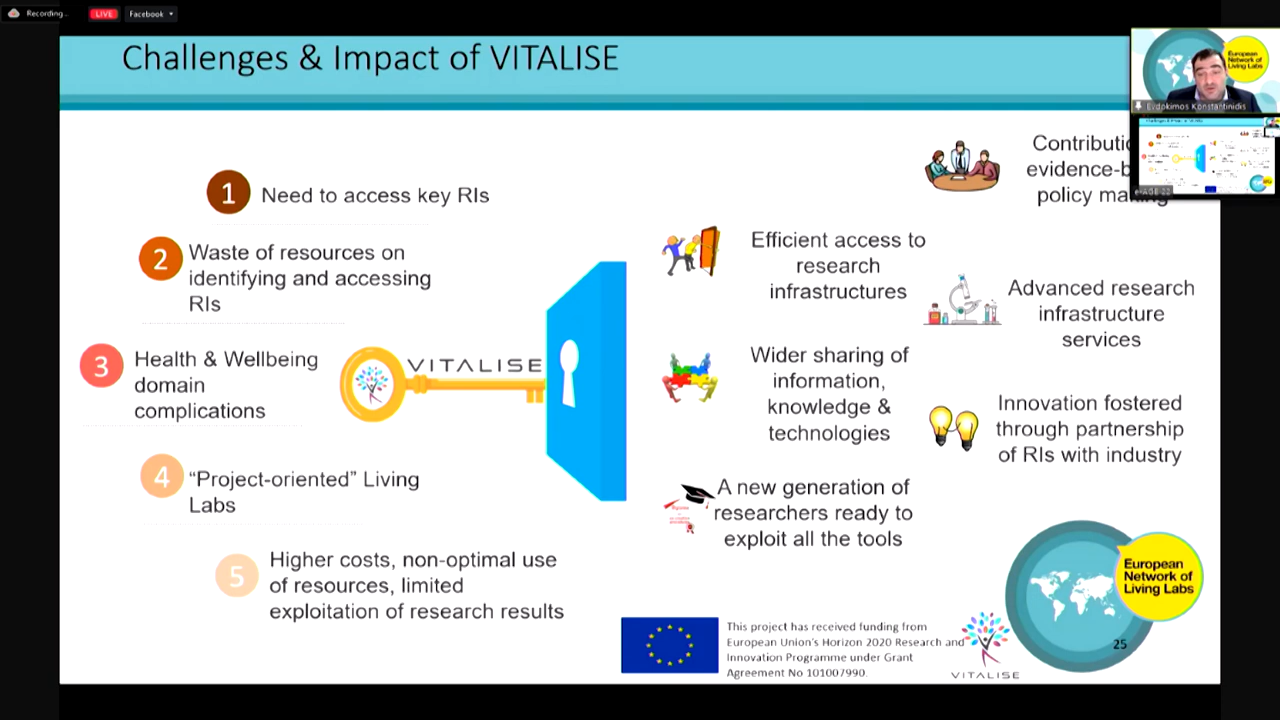 Recording...
LIVE
Facebook
Challenges & Impact of VITALISE
European
Network of
Living Labs
Evdokimos Konstantinidis
1
Need to access key RIs
2
Waste of resources on
identifying and accessing
RIs
3
Health & Wellbeing
domain
complications
4
“Project-oriented” Living
Labs
5
Higher costs, non-optimal use
of resources, limited
exploitation of research results
VITALISE
Efficient access to
research
infrastructures
Wider sharing of
information,
knowledge &
technologies
A new generation of
researchers ready to
exploit all the tools
evidence-b
policy making
Advanced research
infrastructure
services
Innovation fostered
through partnership
of RIs with industry
European
Network of
Living Labs
25
This project has received funding from
European Union's Horizon 2020 Research and
Innovation Programme under Grant
Agreement No 101007990.
VITALISE